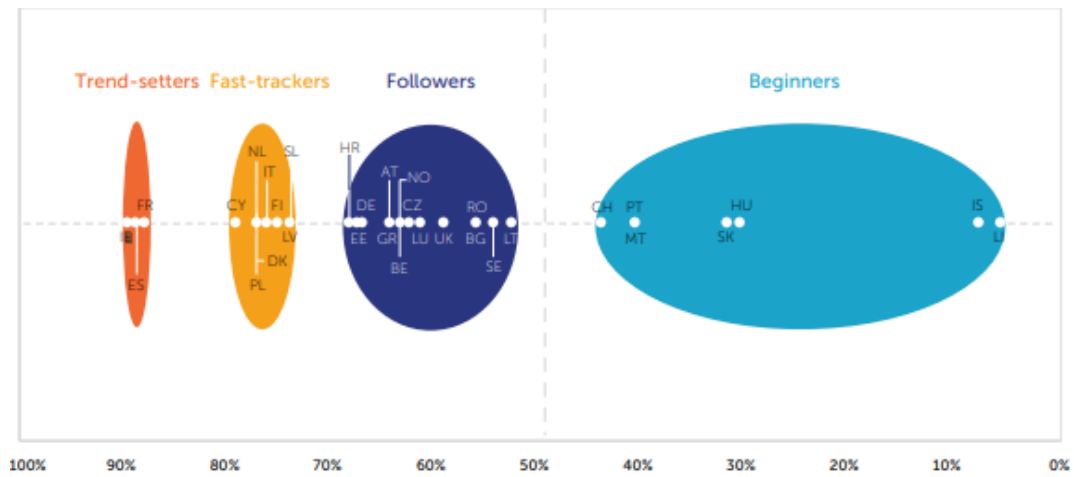 Trend-setters Fast-trackers Followers Beginners
HR NL SL
IT AT NO
FR CY FI DE CZ RO CH PT HU IS
LV EE GR LU UK BG LT MT SK
ES PL DK BE SE
100% 90% 80% 70% 60% 50% 40% 30% 20% 10% 0%